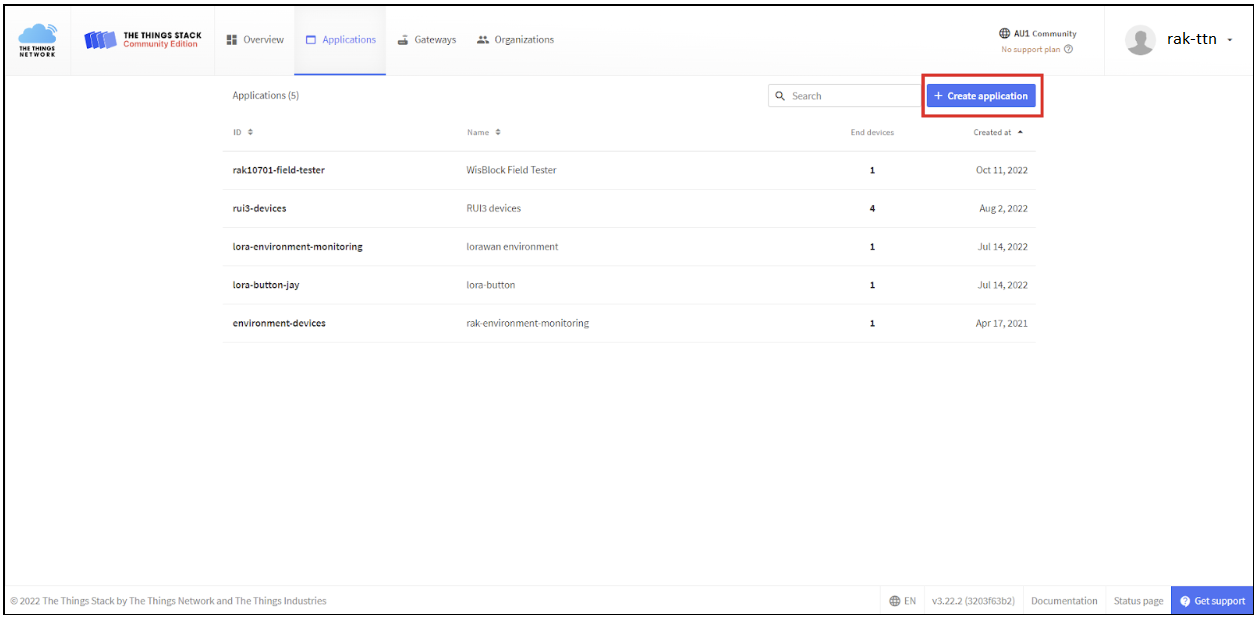 THE THINGS NETWORK
THE THINGS STACK
Community Edition
Overview
Applications
Gateways
Organizations
AU1 Community
No support plan
rak-ttn
Applications (5)
Search
+ Create application
ID Name End devices Created at
rak10701-field-tester WisBlock Field Tester 1 Oct 11, 2022
rui3-devices RUI3 devices 4 Aug 2, 2022
lora-environment-monitoring lorawan environment 1 Jul 14, 2022
lora-button-jay lora-button 1 Jul 14, 2022
environment-devices rak-environment-monitoring 1 Apr 17, 2021
© 2022 The Things Stack by The Things Network and The Things Industries
EN
v3.22.2 (3203f63b2)
Documentation
Status page
Get support